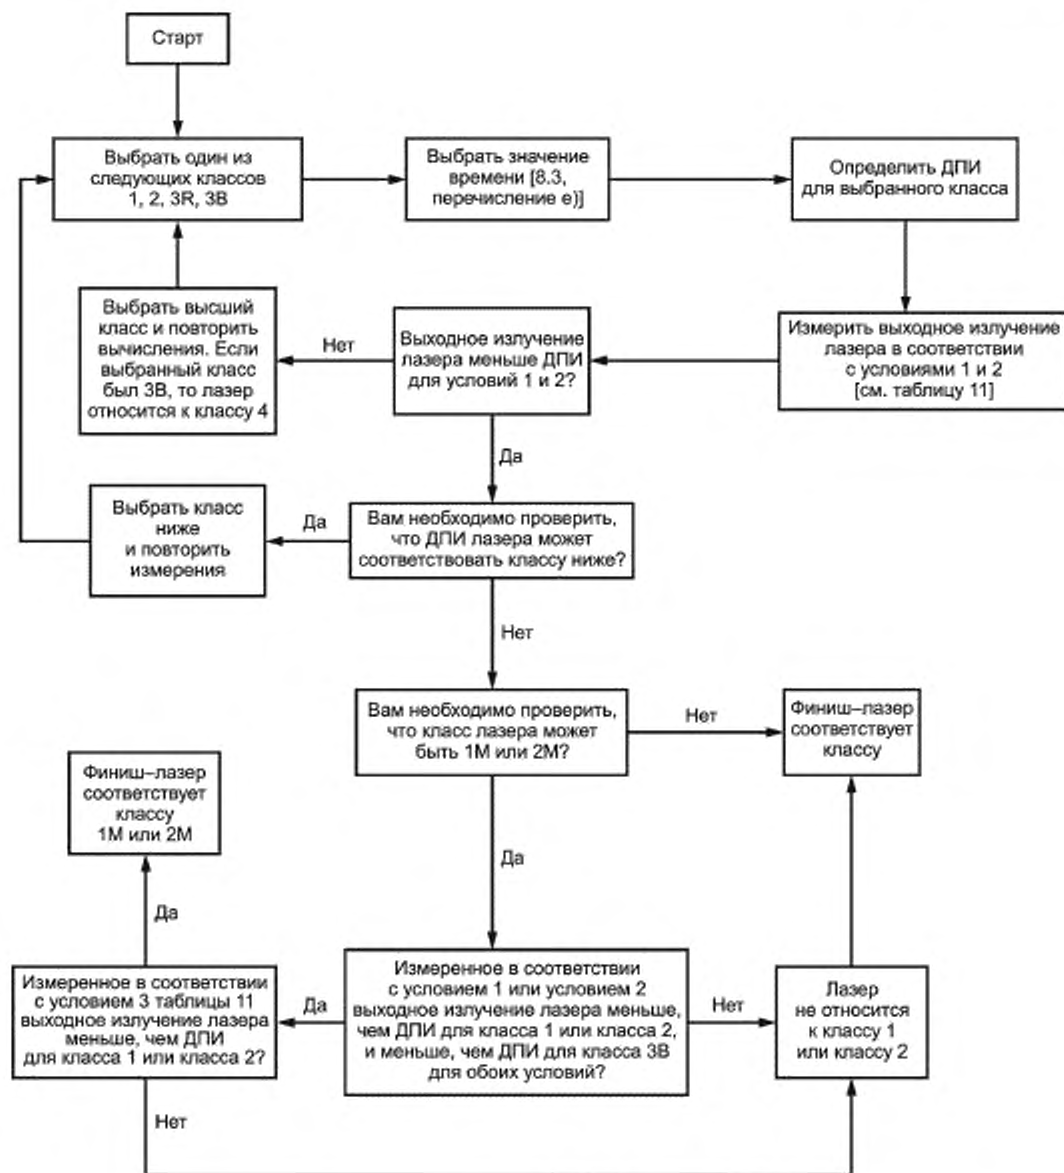 Старт
Выбрать один из
следующих классов
1, 2, 3R, 3B
Выбрать значение
времени [8.3,
перечисление е)]
Определить ДПИ
для выбранного класса
Выбрать высший
класс и повторить
вычисления. Если
выбранный класс
был 3В, то лазер
относится к классу 4
Нет
Выходное излучение
лазера меньше ДПИ
для условий 1 и 2?
Измерить выходное излучение
лазера в соответствии
с условиями 1 и 2
[см. таблицу 11]
Да
Выбрать класс
ниже
и повторить
измерения
Да
Вам необходимо проверить,
что ДПИ лазера может
соответствовать классу ниже?
Нет
Вам необходимо проверить,
что класс лазера может
быть 1М или 2М?
Нет
Финиш–лазер
соответствует
классу
Финиш–лазер
соответствует
классу
1М или 2М
Да
Да
Измеренное в соответствии
с условием 3 таблицы 11
выходное излучение лазера
меньше, чем ДПИ
для класса 1 или класса 2?
Да
Измеренное в соответствии
с условием 1 или условием 2
выходное излучение лазера меньше,
чем ДПИ для класса 1 или класса 2,
и меньше, чем ДПИ для класса 3В
для обоих условий?
Нет
Лазер
не относится
к классу 1
или классу 2
Нет